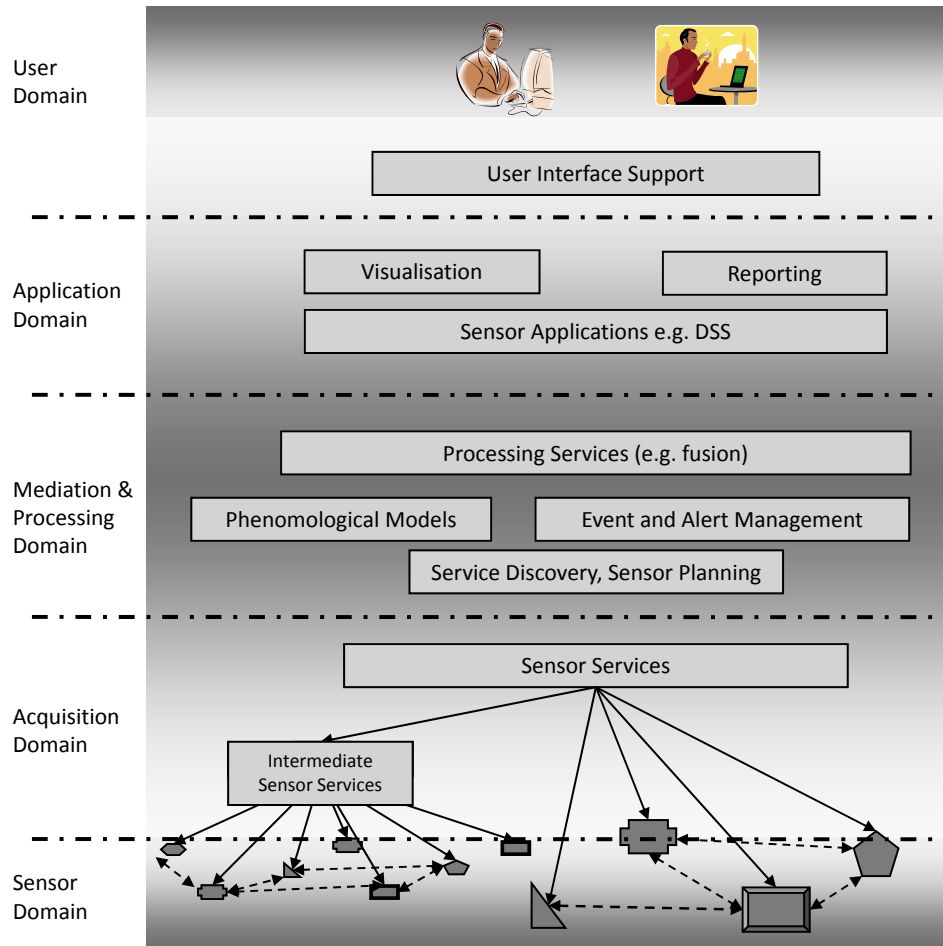 User
Domain
User Interface Support
Application
Domain
Visualisation
Reporting
Sensor Applications e.g. DSS
Mediation &
Processing
Domain
Processing Services (e.g. fusion)
Phenomological Models
Event and Alert Management
Service Discovery, Sensor Planning
Acquisition
Domain
Sensor Services
Intermediate
Sensor Services
Sensor
Domain